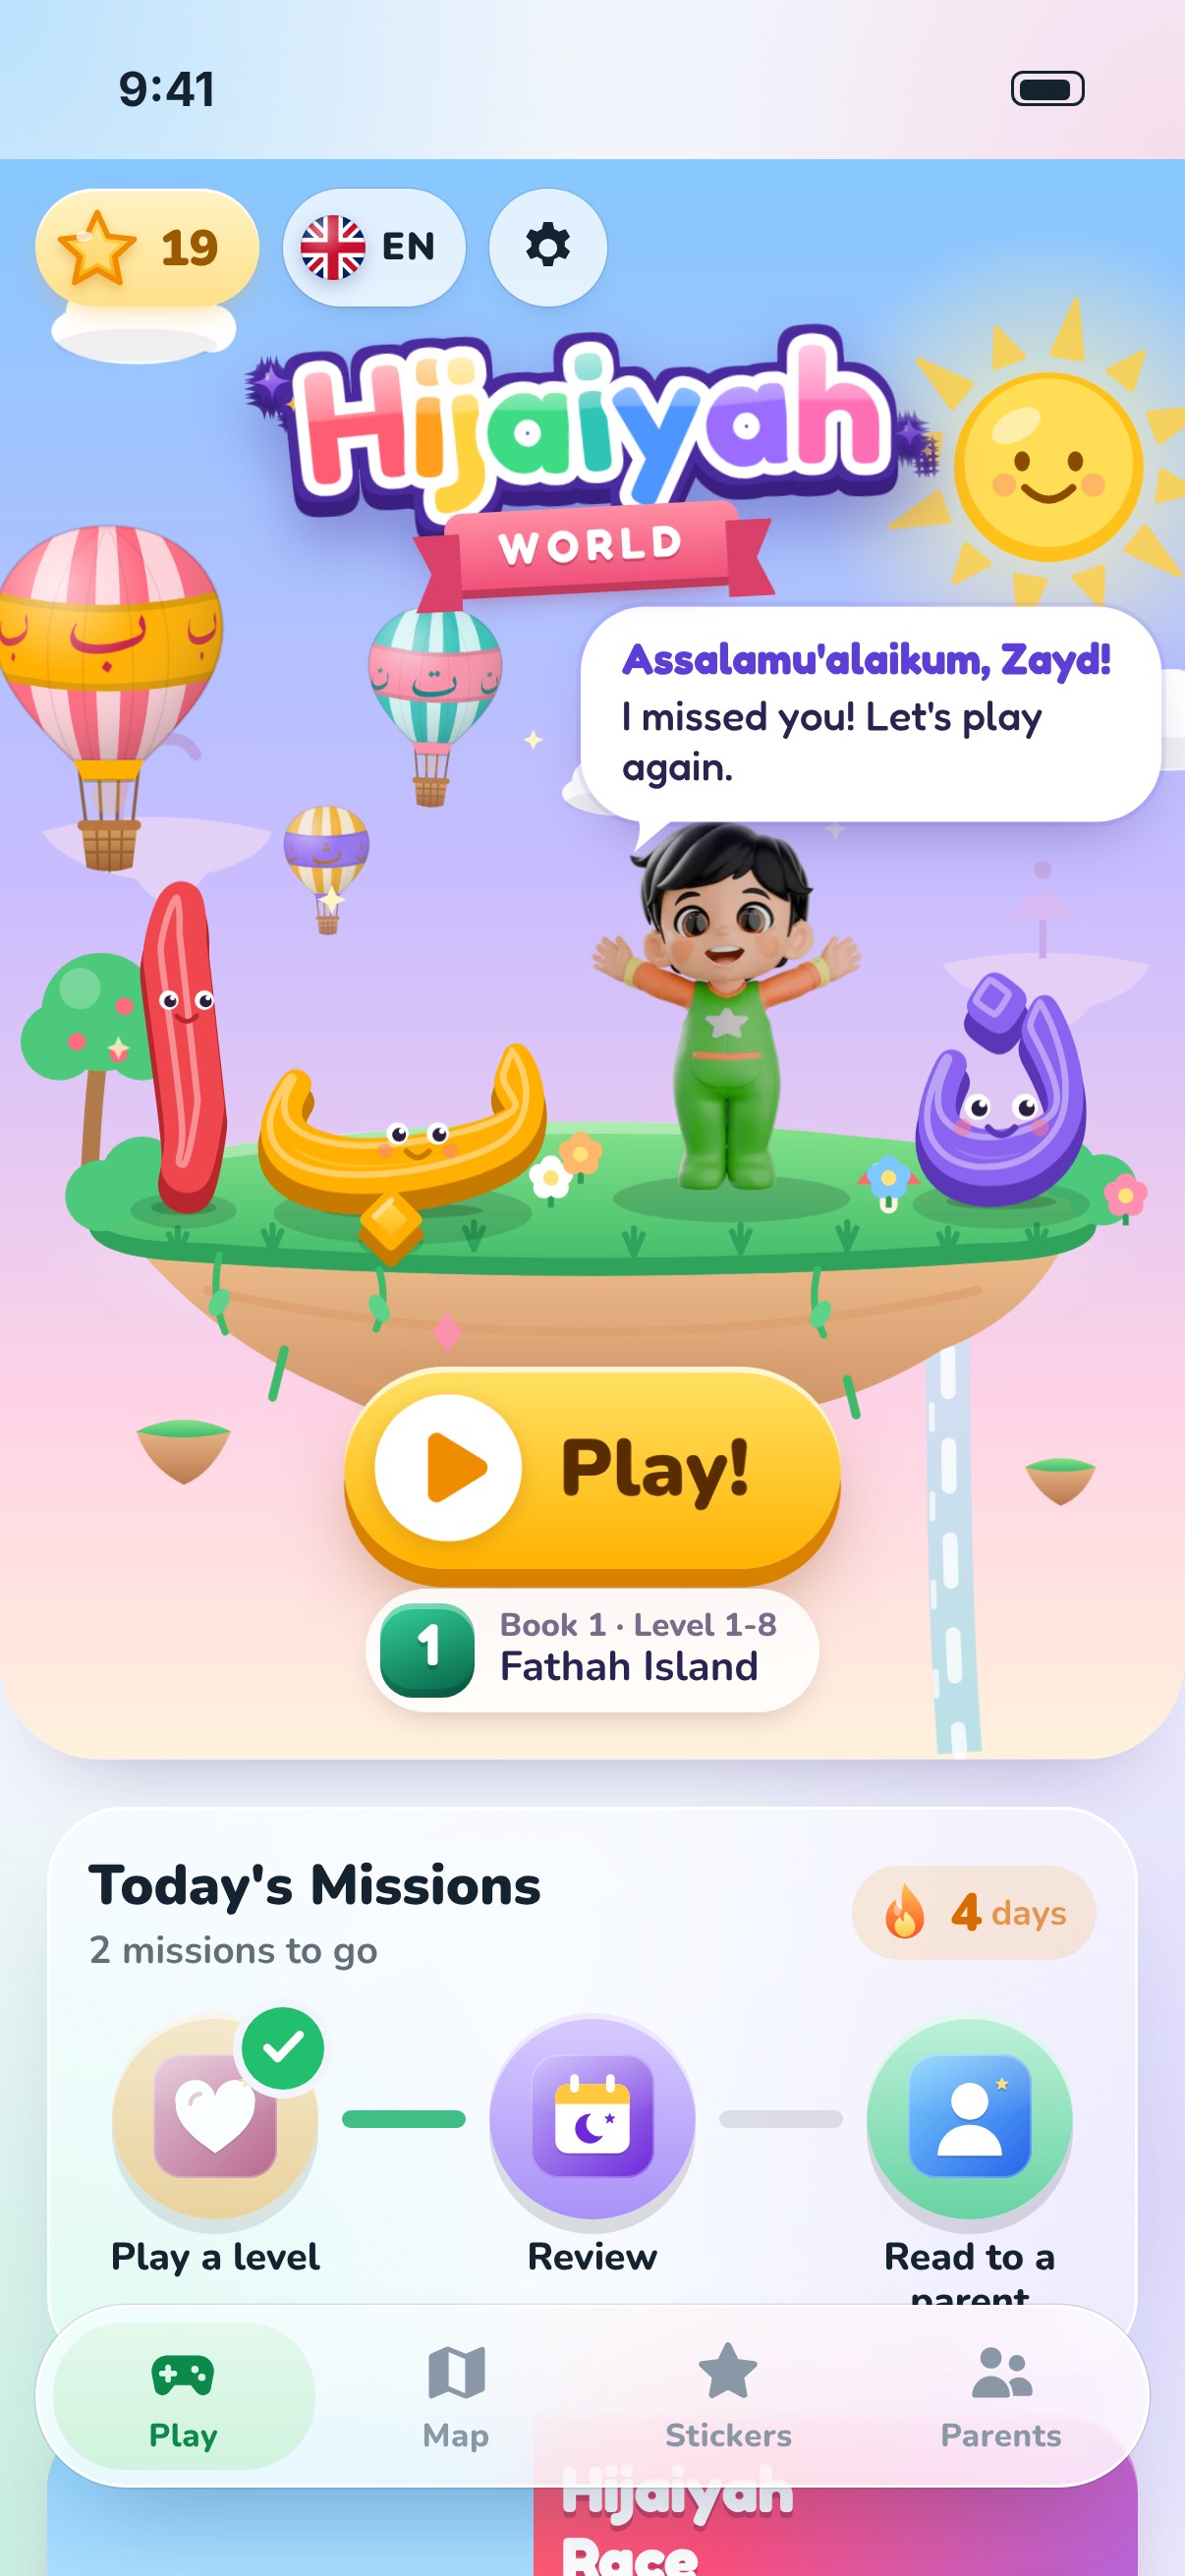 9:41
19
EN
Hijaiyah
WORLD
ب ب ب
ت ت ت
ث
Assalamu'alaikum, Zayd!
I missed you! Let's play
again.
Play!
1
Book 1 · Level 1-8
Fathah Island
Today's Missions
2 missions to go
4 days
Play a level
Review
Read to a
parent
Play
Map
Stickers
Parents
Hijaiyah
Race